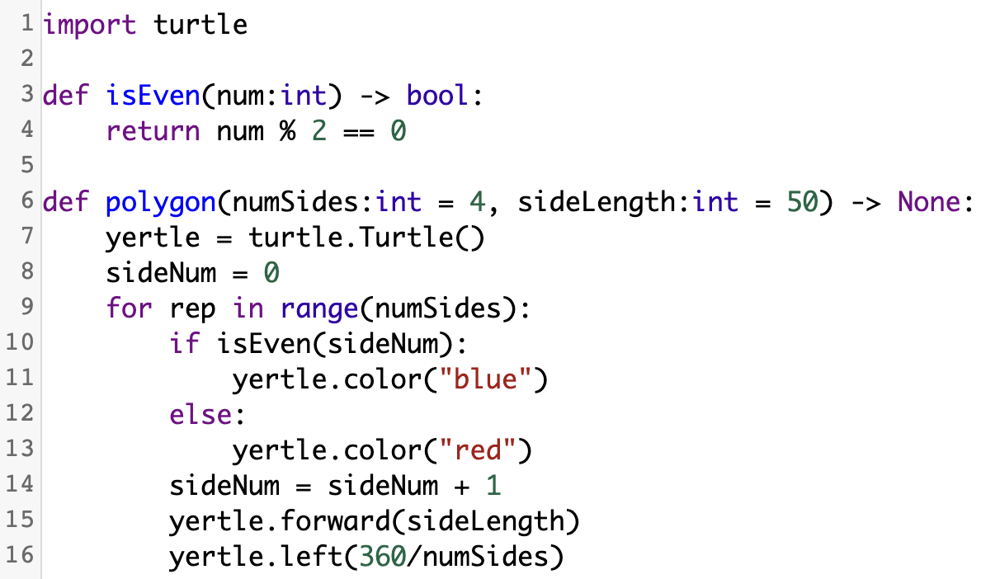 1 import turtle
2
3 def isEven(num:int) -> bool:
4     return num % 2 == 0
5
6 def polygon(numSides:int = 4, sideLength:int = 50) -> None:
7     yertle = turtle.Turtle()
8     sideNum = 0
9     for rep in range(numSides):
10         if isEven(sideNum):
11             yertle.color("blue")
12         else:
13             yertle.color("red")
14         sideNum = sideNum + 1
15         yertle.forward(sideLength)
16         yertle.left(360/numSides)